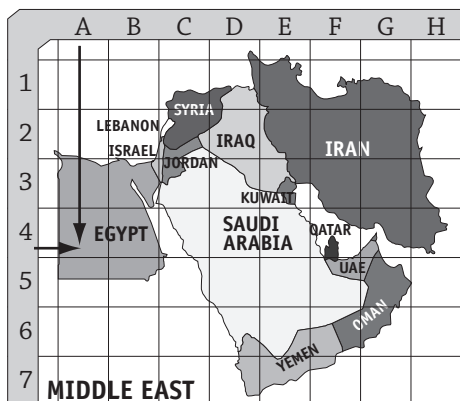 A B C D E F G H
1
SYRIA
2
LEBANON
IRAQ
IRAN
ISRAEL
JORDAN
3
KUWAIT
SAUDI
ARABIA
QATAR
4
EGYPT
UAE
5
OMAN
6
YEMEN
7
MIDDLE EAST